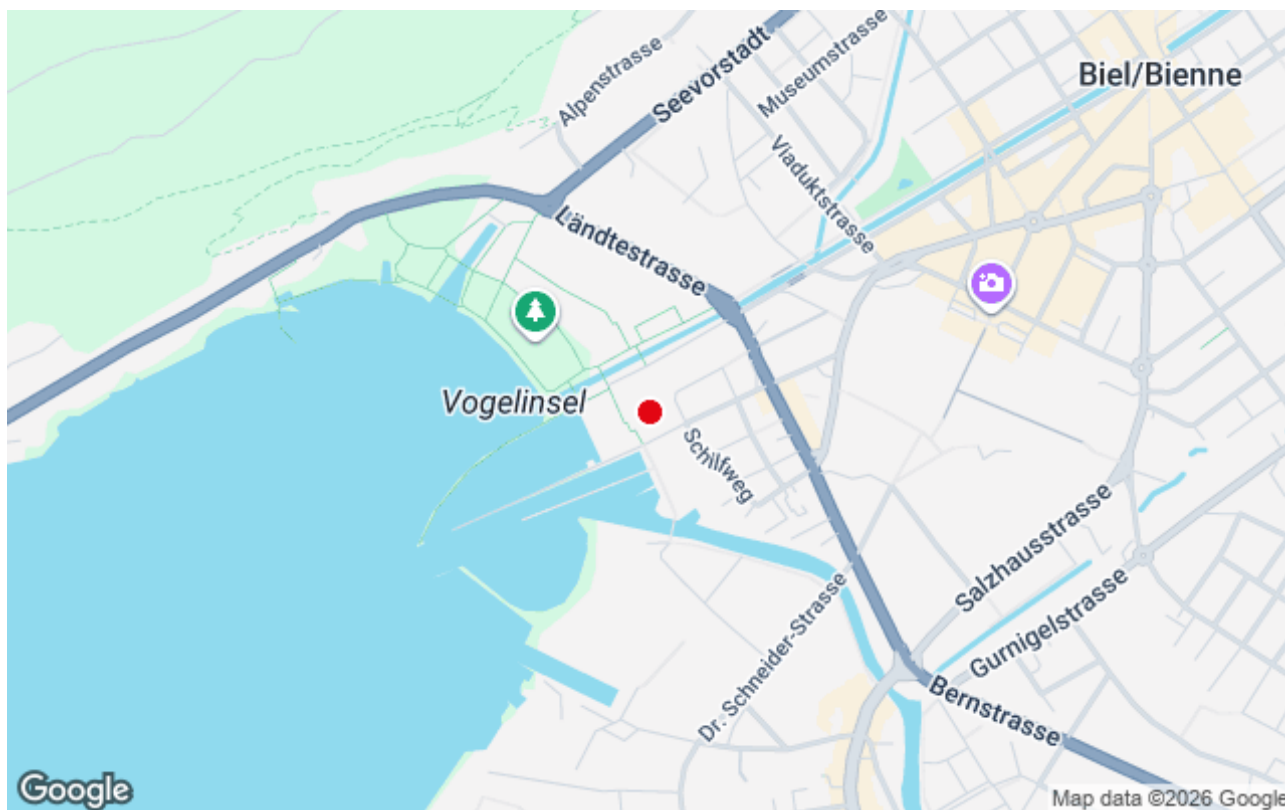 Alpenstrasse
Seevorstadt
Museumstrasse
Biel/Bienne
Viaduktstrasse
Ländtestrasse
Vogelinsel
Schilfweg
Salzhausstrasse
Gurnigelstrasse
Dr. Schneider-Strasse
Bernstrasse
Google
Map data ©2026 Google